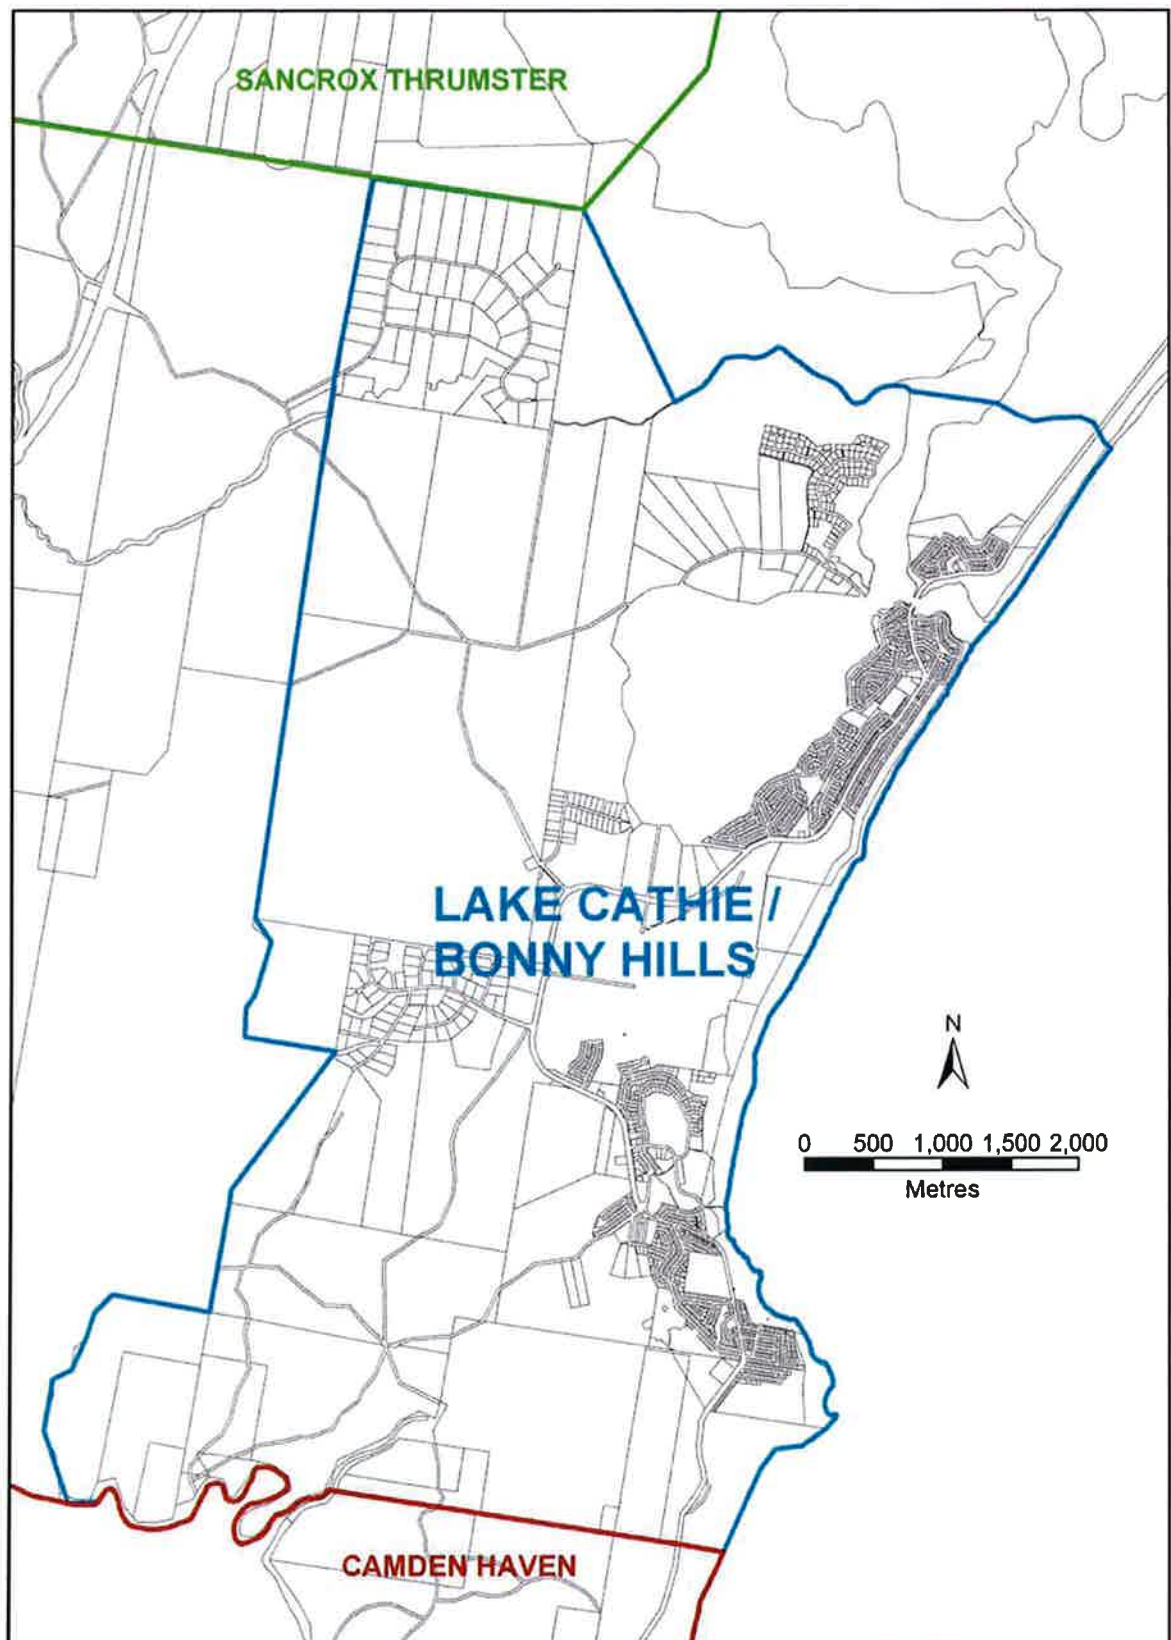 SANCROX THRUMSTER
LAKE CATHIE /
BONNY HILLS
N
0 500 1,000 1,500 2,000
Metres
CAMDEN HAVEN